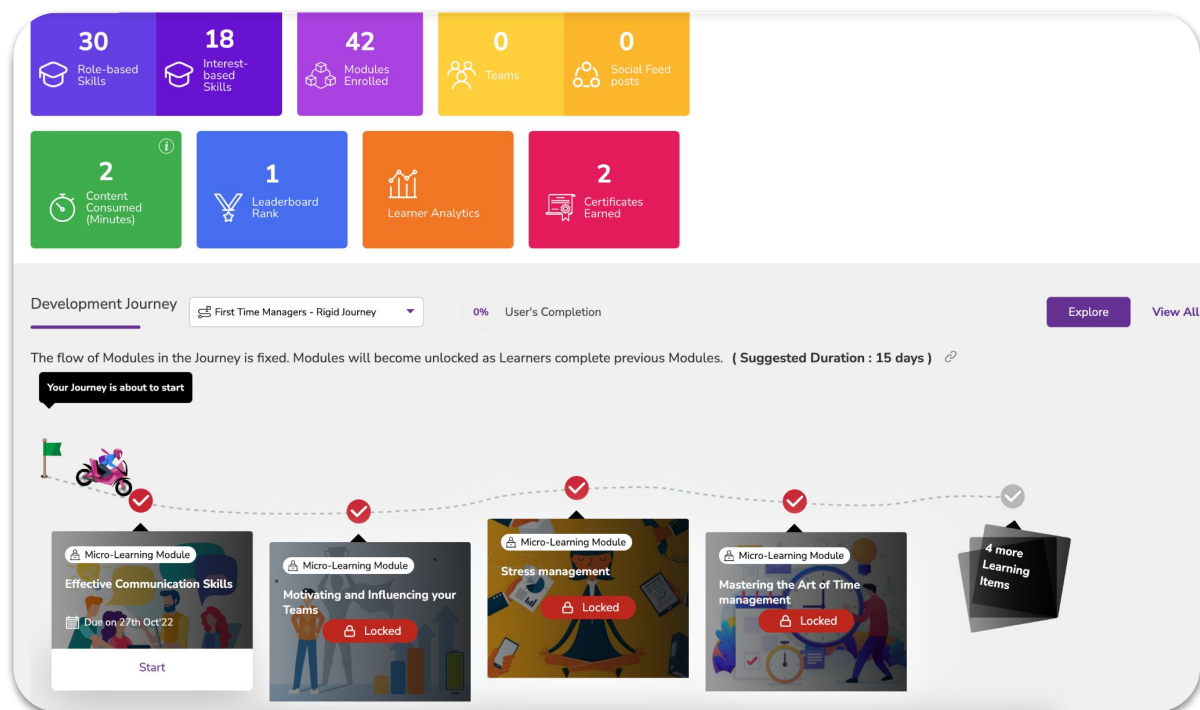 30
Role-based
Skills
18
Interest-
based
Skills
42
Modules
Enrolled
0
Teams
0
Social Feed
posts
2
Content
Consumed
(Minutes)
1
Leaderboard
Rank
Learner Analytics
2
Certificates
Earned
Development Journey
First Time Managers - Rigid Journey
0% User's Completion
Explore
View All
The flow of Modules in the Journey is fixed. Modules will become unlocked as Learners complete previous Modules. ( Suggested Duration : 15 days )
Your Journey is about to start
Micro-Learning Module
Effective Communication Skills
Due on 27th Oct'22
Start
Micro-Learning Module
Motivating and Influencing your
Teams
Locked
Micro-Learning Module
Stress management
Locked
Micro-Learning Module
Mastering the Art of Time
management
Locked
4 more
Learning
Items